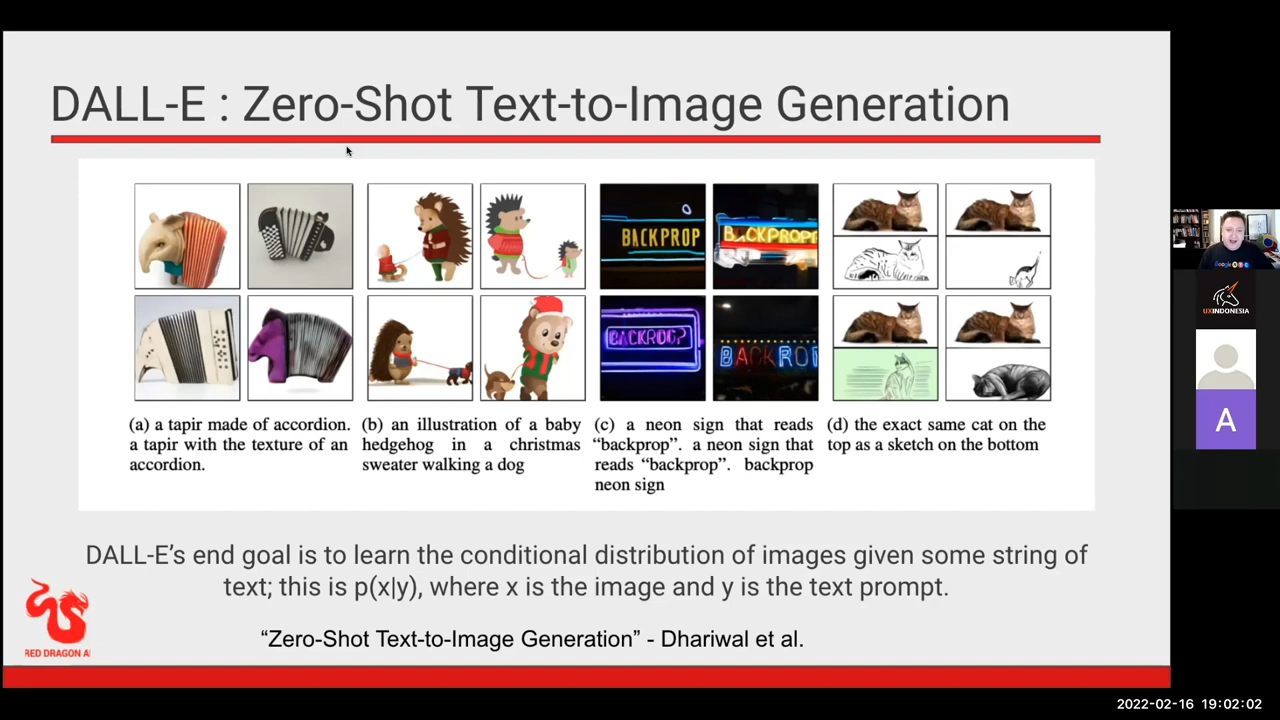 DALL-E : Zero-Shot Text-to-Image Generation
BACKPROP
BACKPROP
BACKROP
(a) a tapir made of accordion.
a tapir with the texture of an
accordion.
(b) an illustration of a baby
hedgehog in a christmas
sweater walking a dog
(c) a neon sign that reads
“backprop”. a neon sign that
reads “backprop”. backprop
neon sign
(d) the exact same cat on the
top as a sketch on the bottom
DALL-E’s end goal is to learn the conditional distribution of images given some string of
text; this is p(x|y), where x is the image and y is the text prompt.
“Zero-Shot Text-to-Image Generation” - Dhariwal et al.
RED DRAGON A
Google
UXINDONESIA
A
2022-02-16 19:02:02